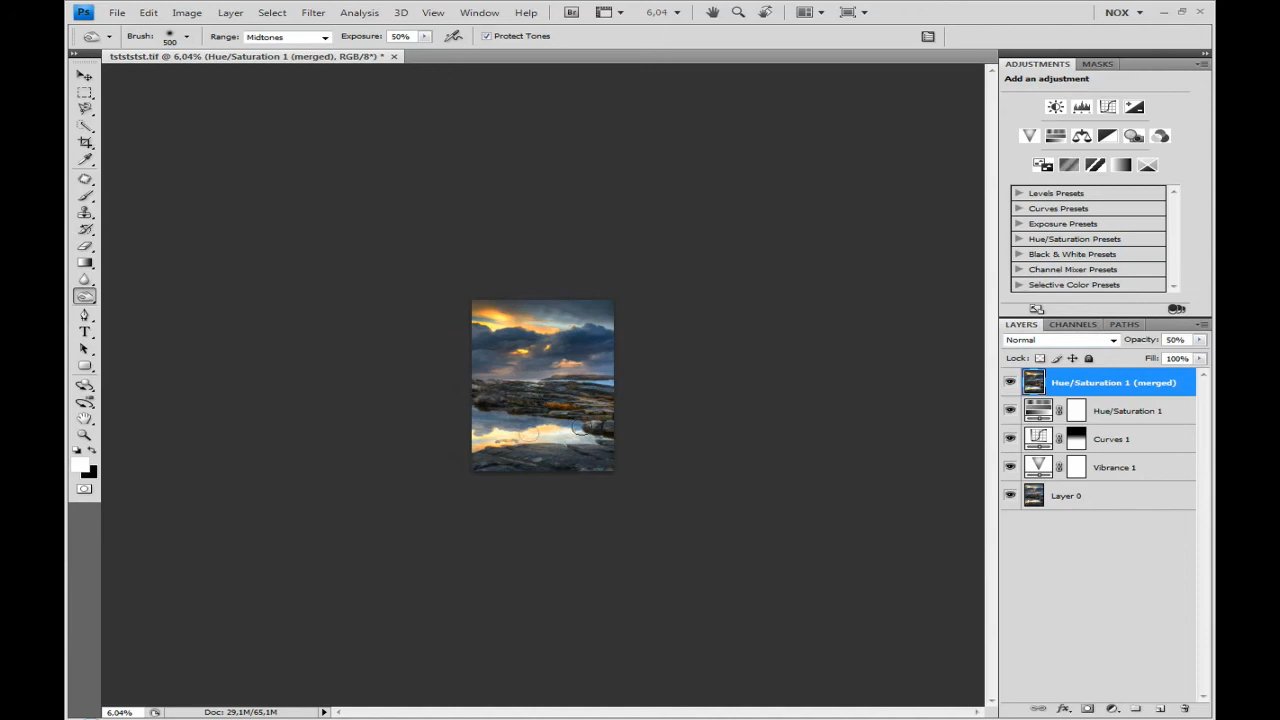 Ps File Edit Image Layer Select Filter Analysis 3D View Window Help Br 6,04 NOX
Brush: 500 Range: Midtones Exposure: 50% Protect Tones
tstststst.tif @ 6,04% (Hue/Saturation 1 (merged), RGB/8*) *
ADJUSTMENTS MASKS
Add an adjustment
Levels Presets
Curves Presets
Exposure Presets
Hue/Saturation Presets
Black & White Presets
Channel Mixer Presets
Selective Color Presets
LAYERS CHANNELS PATHS
Normal Opacity: 50%
Lock: Fill: 100%
Hue/Saturation 1 (merged)
Hue/Saturation 1
Curves 1
Vibrance 1
Layer 0
T
6,04% Doc: 29,1M/65,1M